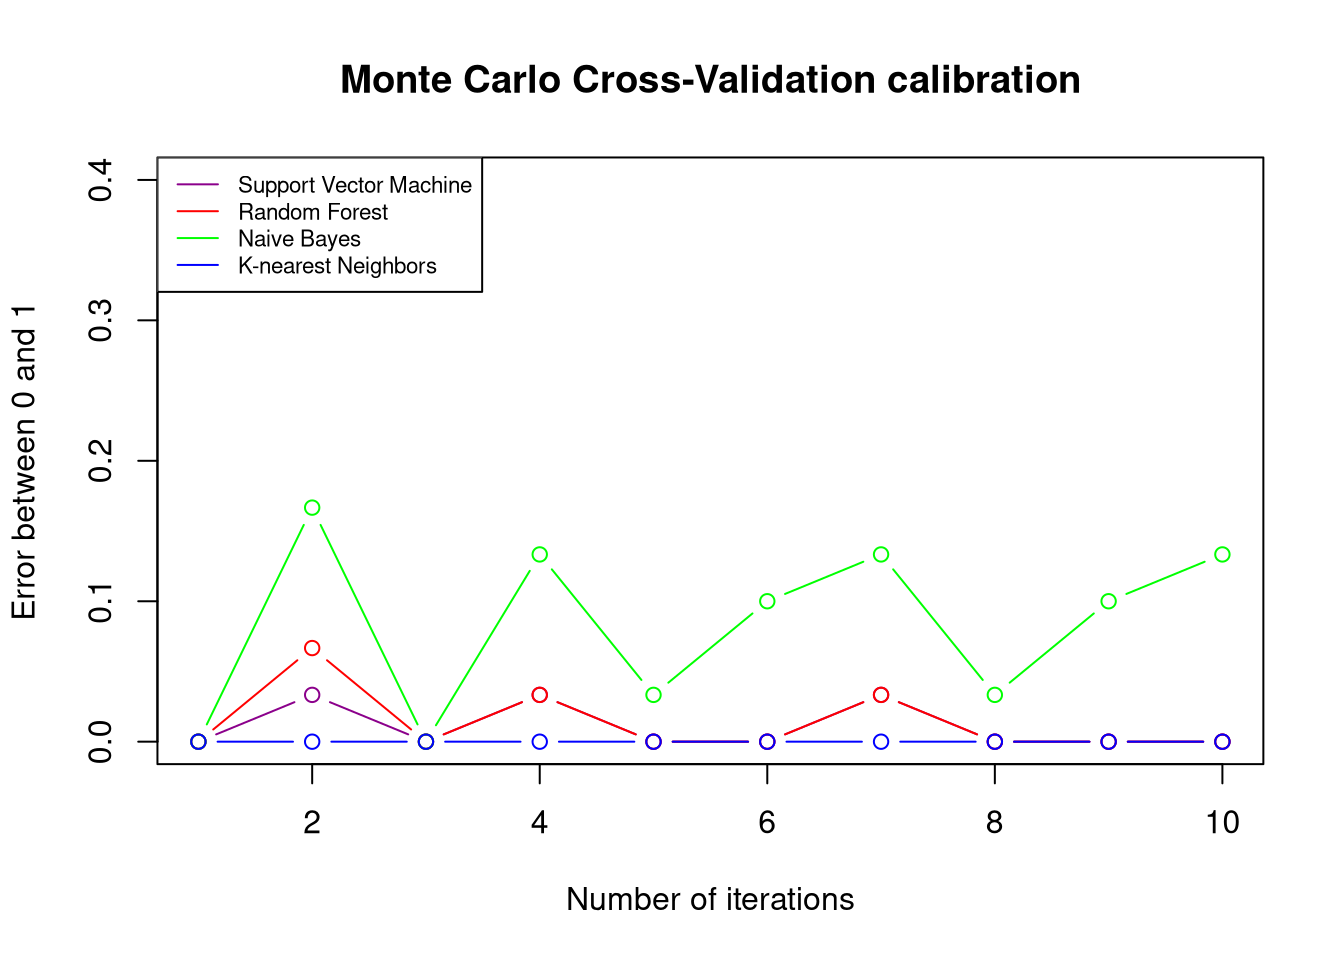 Monte Carlo Cross-Validation calibration
Support Vector Machine
Random Forest
Naive Bayes
K-nearest Neighbors
Error between 0 and 1
0.4
0.3
0.2
0.1
0.0
2 4 6 8 10
Number of iterations